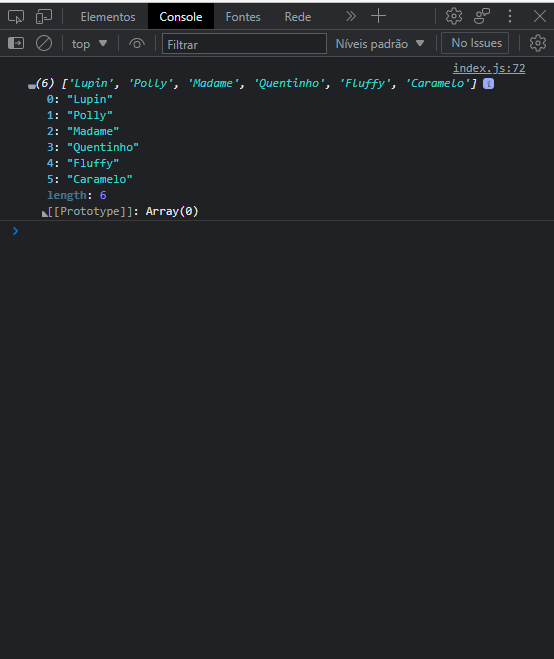 Elementos Console Fontes Rede
top Filtrar Níveis padrão No Issues
index.js:72
(6) ['Lupin', 'Polly', 'Madame', 'Quentinho', 'Fluffy', 'Caramelo'] i
0: "Lupin"
1: "Polly"
2: "Madame"
3: "Quentinho"
4: "Fluffy"
5: "Caramelo"
length: 6
[[Prototype]]: Array(0)